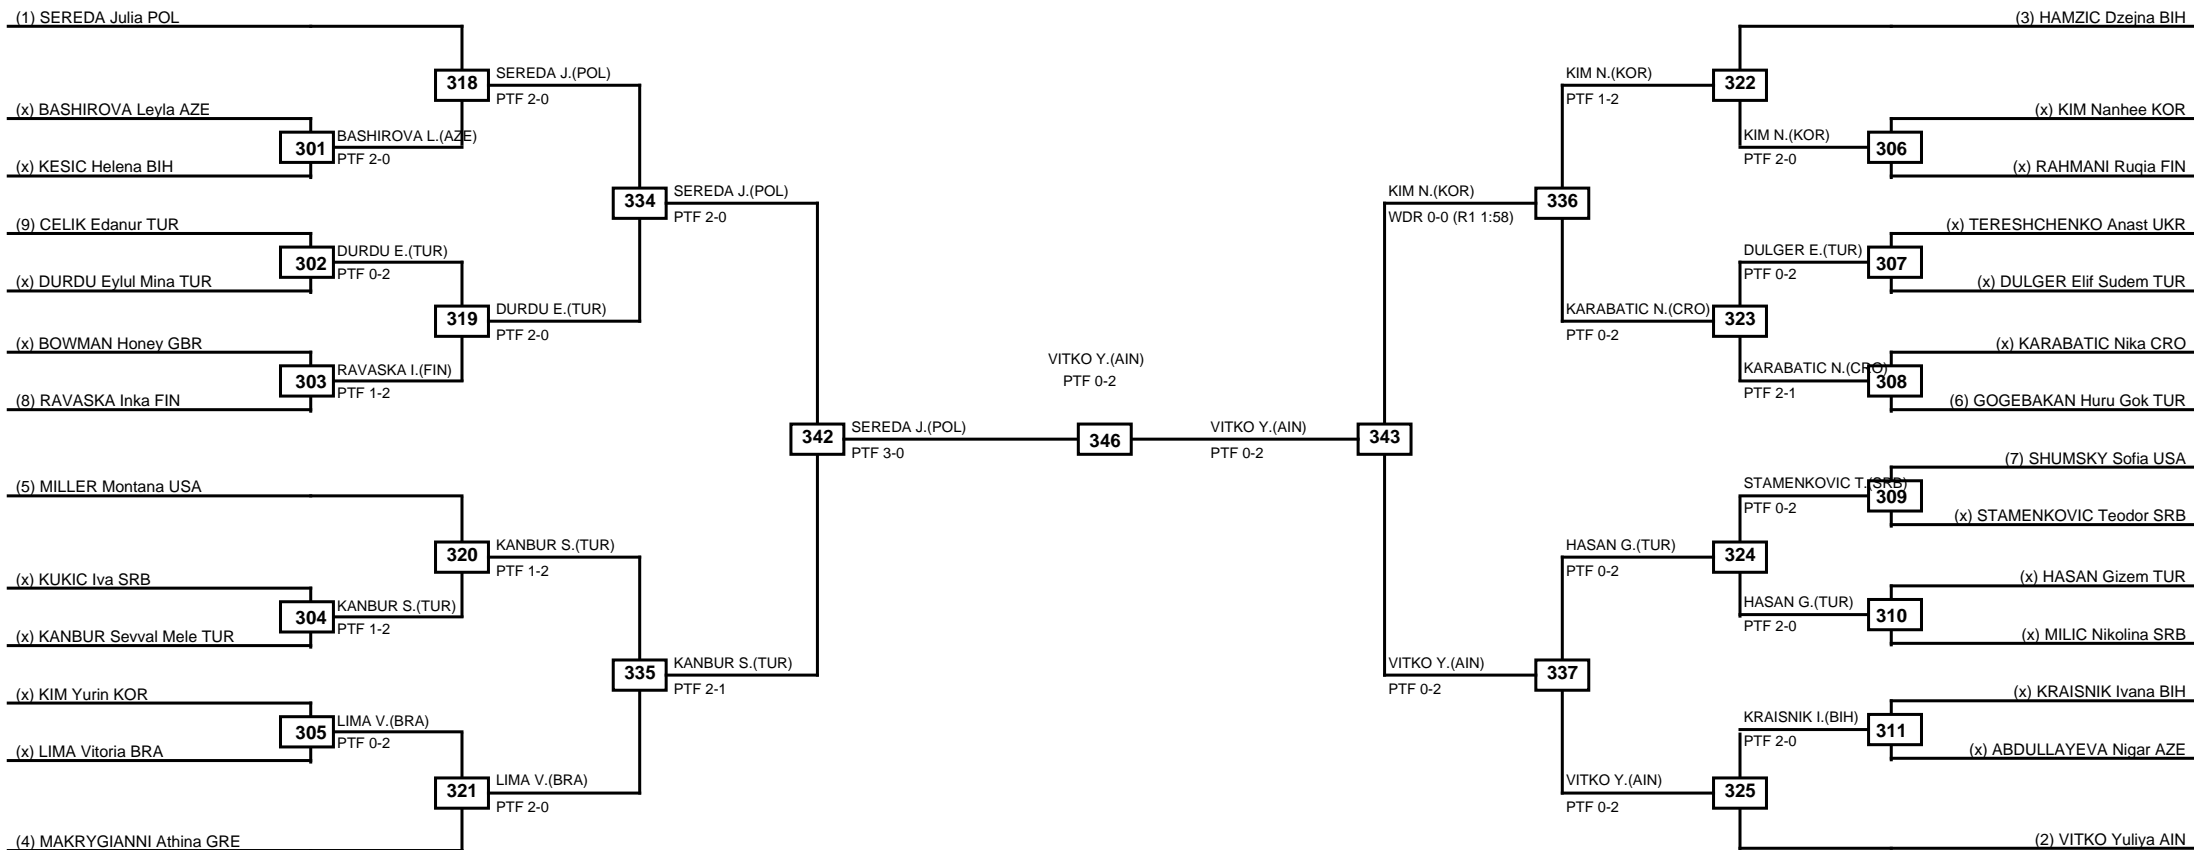 (1) SEREDA Julia POL
318
SEREDA J.(POL)
PTF 2-0
(x) BASHIROVA Leyla AZE
301
BASHIROVA L.(AZE)
PTF 2-0
(x) KESIC Helena BIH
334
SEREDA J.(POL)
PTF 2-0
(9) CELIK Edanur TUR
302
DURDU E.(TUR)
PTF 0-2
(x) DURDU Eylul Mina TUR
319
DURDU E.(TUR)
PTF 2-0
(x) BOWMAN Honey GBR
303
RAVASKA I.(FIN)
PTF 1-2
(8) RAVASKA Inka FIN
342
SEREDA J.(POL)
PTF 3-0
(5) MILLER Montana USA
320
KANBUR S.(TUR)
PTF 1-2
(x) KUKIC Iva SRB
304
KANBUR S.(TUR)
PTF 1-2
(x) KANBUR Sevval Mele TUR
335
KANBUR S.(TUR)
PTF 2-1
(x) KIM Yurin KOR
305
LIMA V.(BRA)
PTF 0-2
(x) LIMA Vitoria BRA
321
LIMA V.(BRA)
PTF 2-0
(4) MAKRYGIANNI Athina GRE
VITKO Y.(AIN)
PTF 0-2
346
(3) HAMZIC Dzejna BIH
KIM N.(KOR)
PTF 1-2
322
(x) KIM Nanhee KOR
KIM N.(KOR)
PTF 2-0
306
(x) RAHMANI Ruqia FIN
KIM N.(KOR)
WDR 0-0 (R1 1:58)
336
(x) TERESHCHENKO Anast UKR
DULGER E.(TUR)
PTF 0-2
307
(x) DULGER Elif Sudem TUR
KARABATIC N.(CRO)
PTF 0-2
323
(x) KARABATIC Nika CRO
KARABATIC N.(CRO)
PTF 2-1
308
(6) GOGEBAKAN Huru Gok TUR
VITKO Y.(AIN)
PTF 0-2
343
(7) SHUMSKY Sofia USA
STAMENKOVIC T.(SRB)
PTF 0-2
309
(x) STAMENKOVIC Teodor SRB
HASAN G.(TUR)
PTF 0-2
324
(x) HASAN Gizem TUR
HASAN G.(TUR)
PTF 2-0
310
(x) MILIC Nikolina SRB
VITKO Y.(AIN)
PTF 0-2
337
(x) KRAISNIK Ivana BIH
KRAISNIK I.(BIH)
PTF 2-0
311
(x) ABDULLAYEVA Nigar AZE
VITKO Y.(AIN)
PTF 0-2
325
(2) VITKO Yuliya AIN